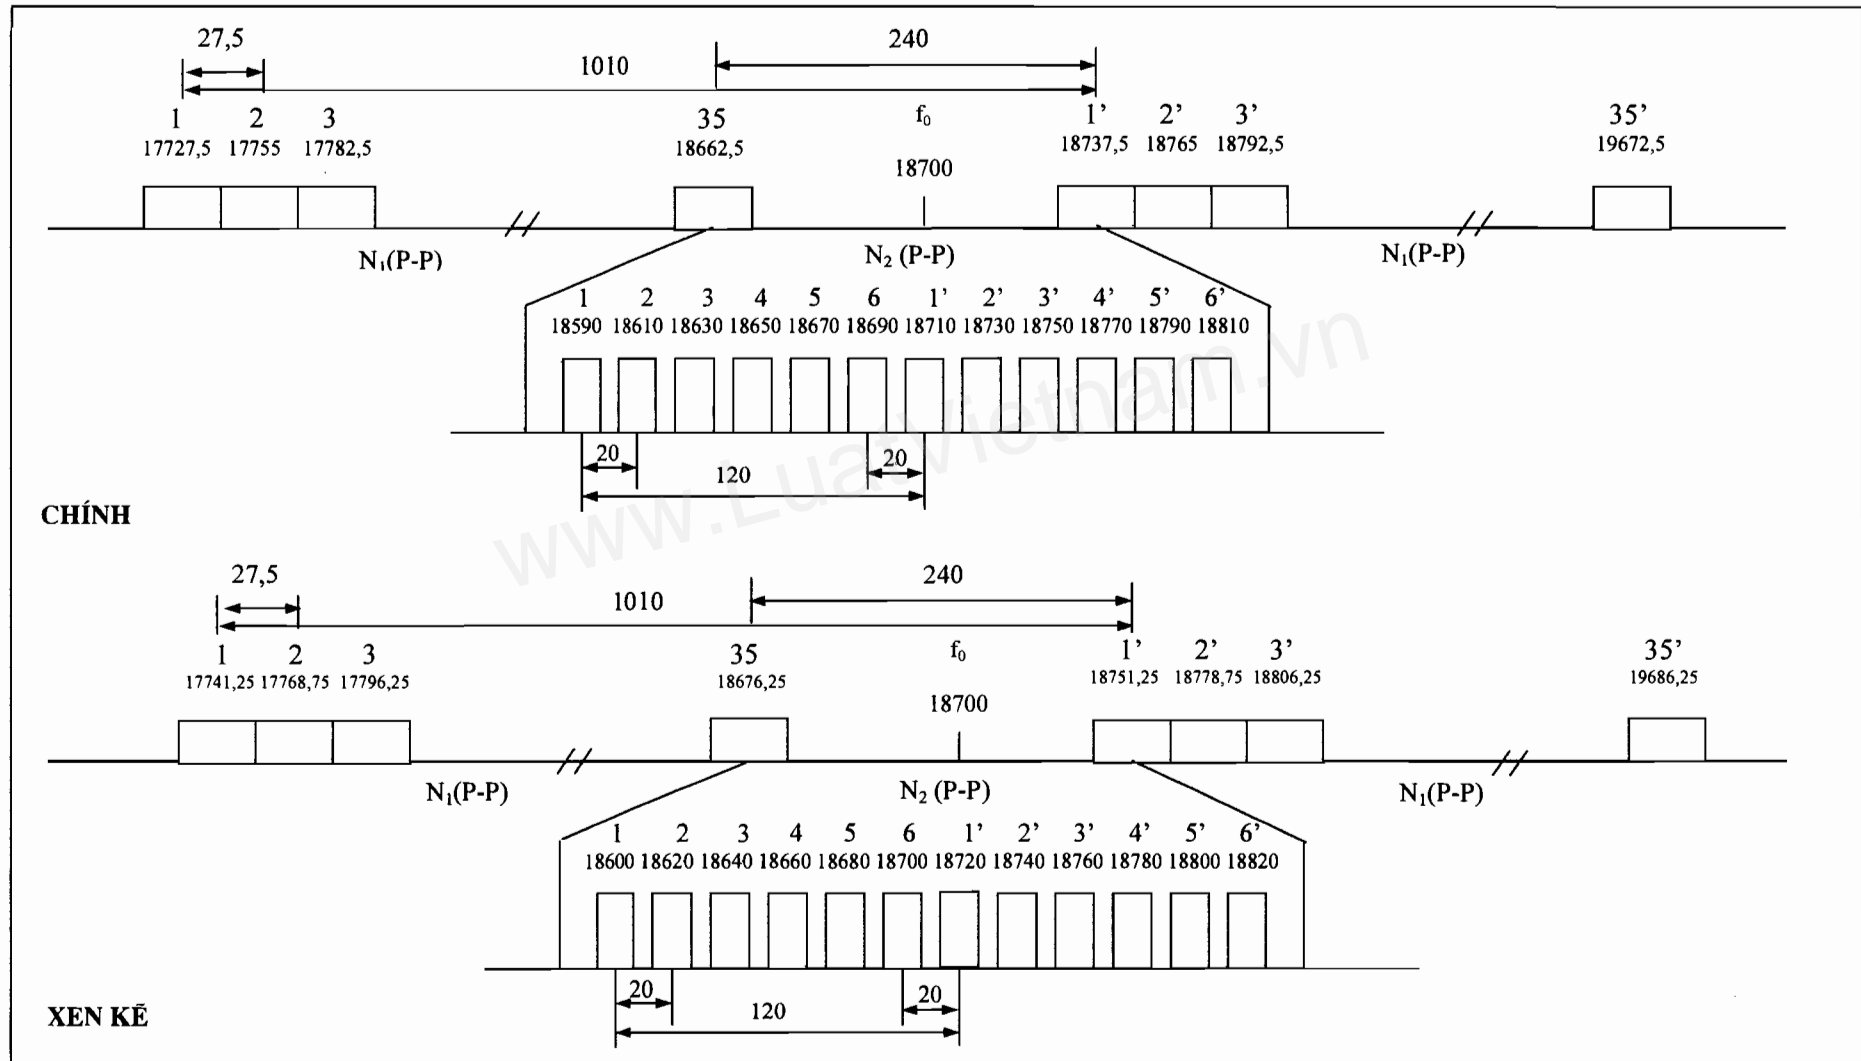 27,5
240
1010
1 2 3 35 f₀ 1’ 2’ 3’ 35’
17727,5 17755 17782,5 18662,5 18737,5 18765 18792,5 19672,5
18700
N₁(P-P) N₂ (P-P) N₁(P-P)
1 2 3 4 5 6 1’ 2’ 3’ 4’ 5’ 6’
18590 18610 18630 18650 18670 18690 18710 18730 18750 18770 18790 18810
20 20
120
CHÍNH
27,5
240
1010
1 2 3 35 f₀ 1’ 2’ 3’ 35’
17741,25 17768,75 17796,25 18676,25 18751,25 18778,75 18806,25 19686,25
18700
N₁(P-P) N₂ (P-P) N₁(P-P)
1 2 3 4 5 6 1’ 2’ 3’ 4’ 5’ 6’
18600 18620 18640 18660 18680 18700 18720 18740 18760 18780 18800 18820
20 20
120
XEN KẼ
www.LuatVietnam.vn